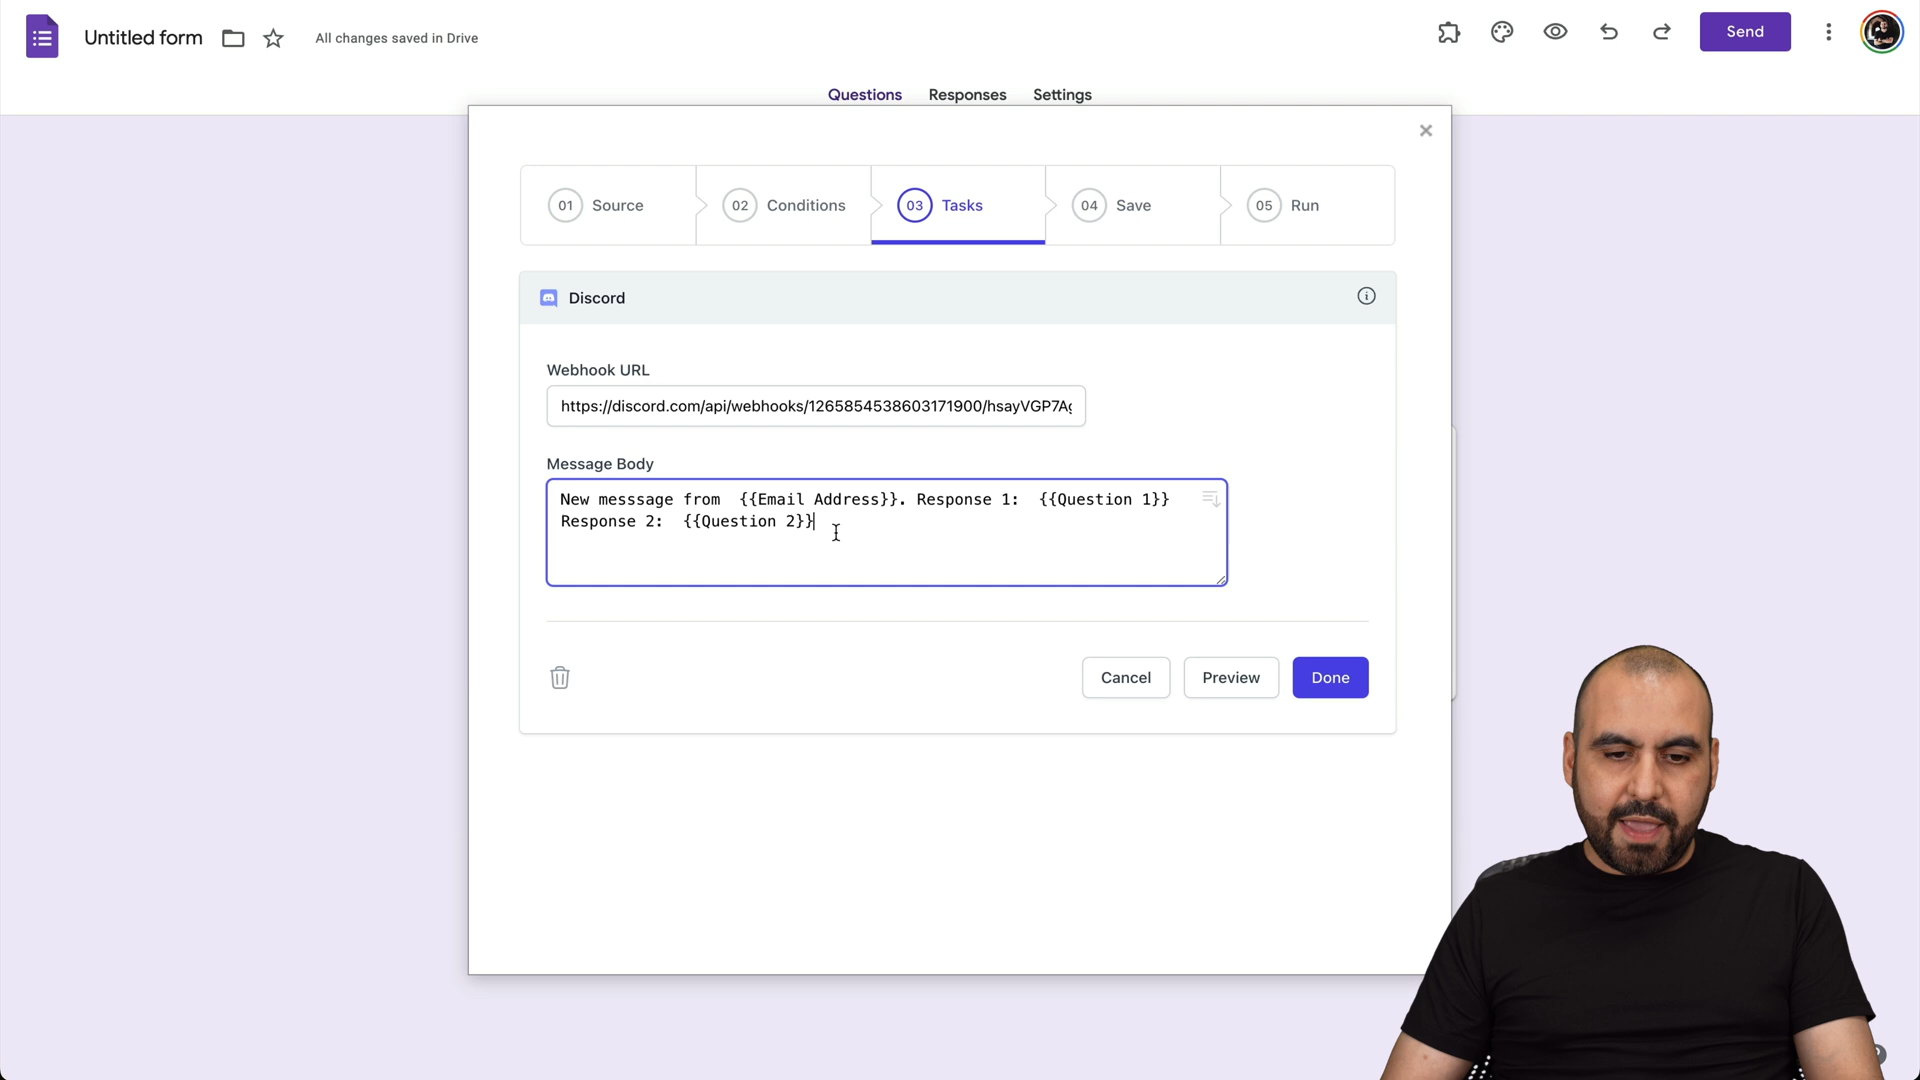 Untitled form
All changes saved in Drive
Send
Questions
Responses
Settings
01 Source
02 Conditions
03 Tasks
04 Save
05 Run
Discord
Webhook URL
https://discord.com/api/webhooks/1265854538603171900/hsayVGP7A
Message Body
New messsage from {{Email Address}}. Response 1: {{Question 1}}
Response 2: {{Question 2}}
Cancel
Preview
Done